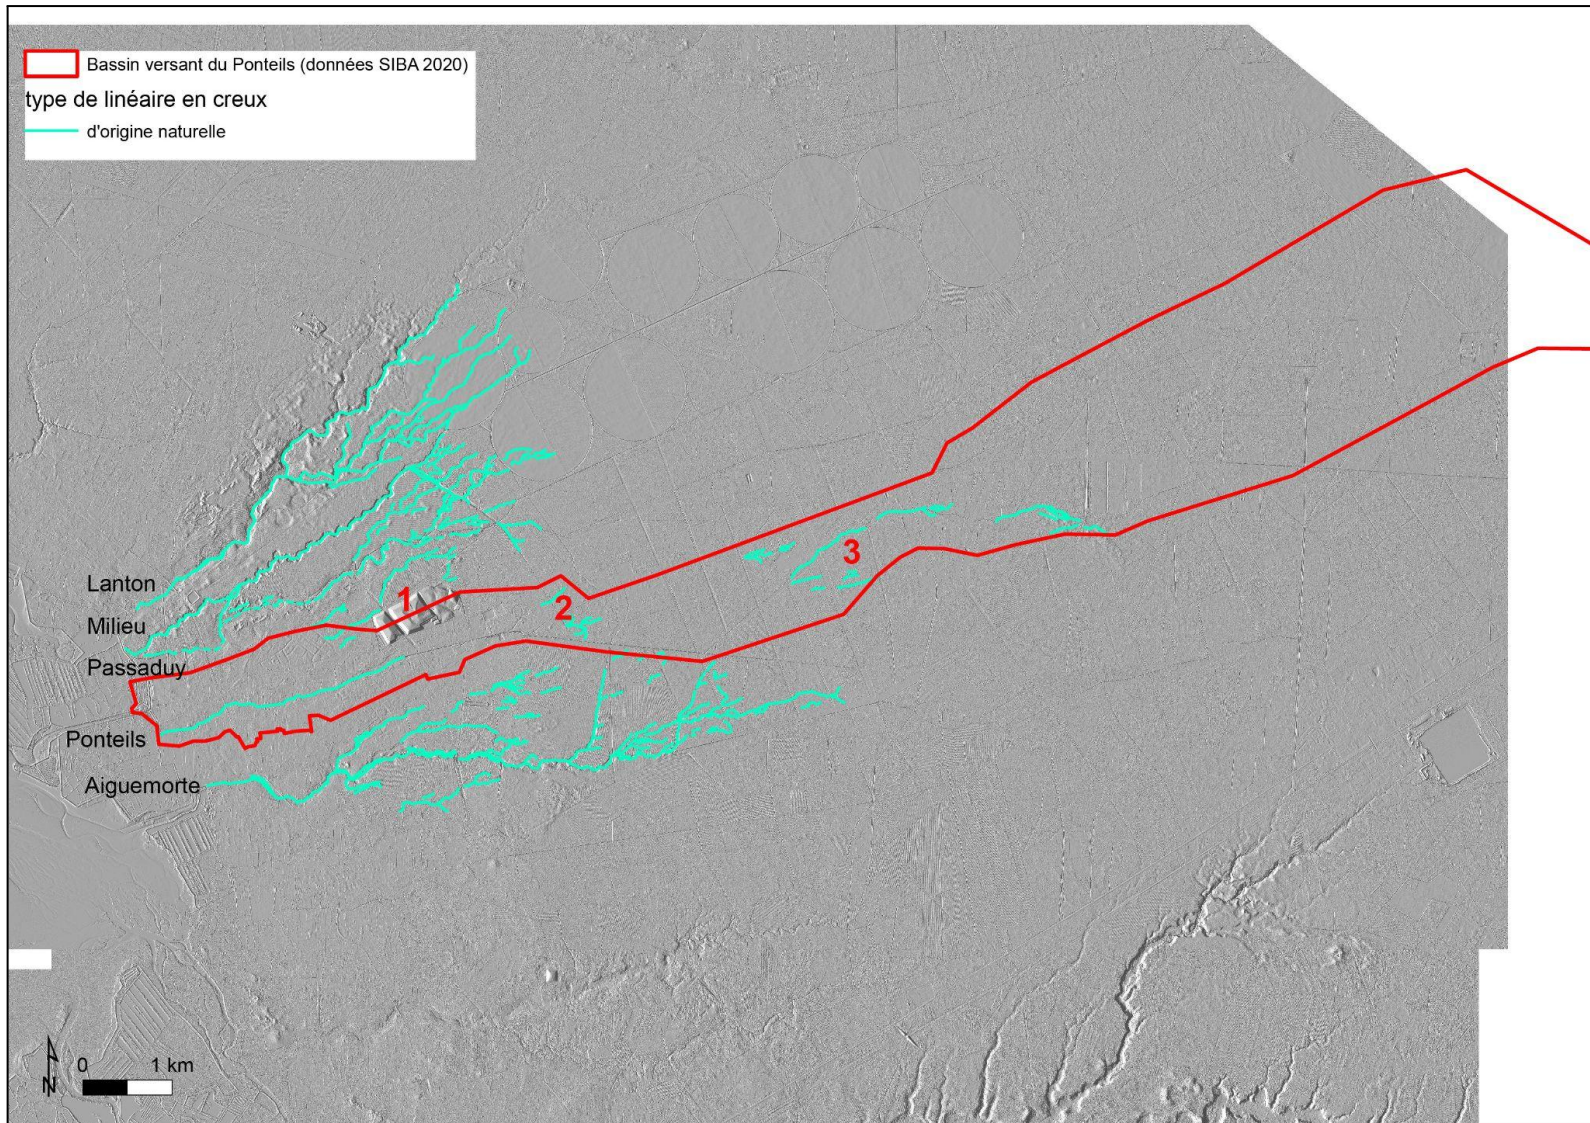 Bassin versant du Ponteils (données SIBA 2020)
type de linéaire en creux
d'origine naturelle
1
2
3
Lanton
Milieu
Passaduy
Ponteils
Aiguemorte
N
0 1 km